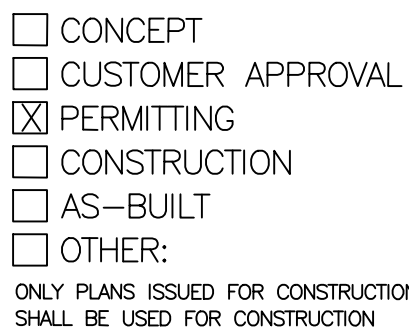 CONCEPT
CUSTOMER APPROVAL
X PERMITTING
CONSTRUCTION
AS-BUILT
OTHER:
ONLY PLANS ISSUED FOR CONSTRUCTION
SHALL BE USED FOR CONSTRUCTION